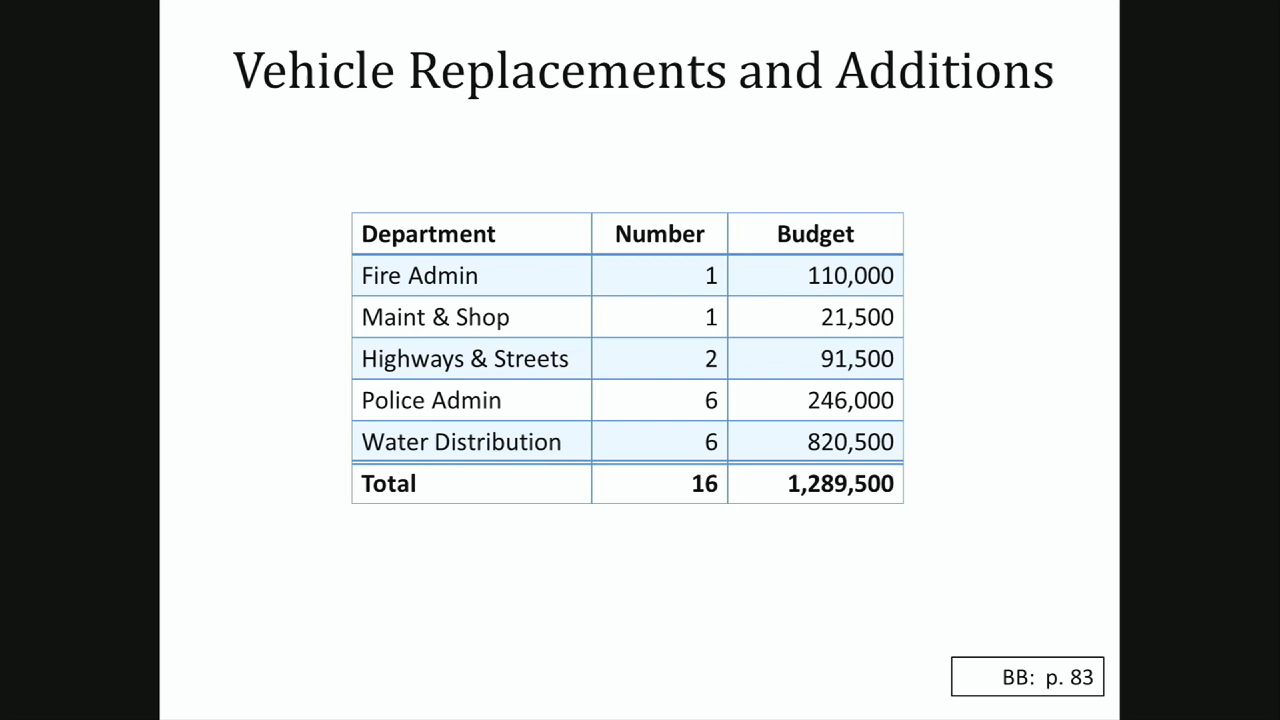 Vehicle Replacements and Additions
Department Number Budget
Fire Admin 1 110,000
Maint & Shop 1 21,500
Highways & Streets 2 91,500
Police Admin 6 246,000
Water Distribution 6 820,500
Total 16 1,289,500
BB: p. 83